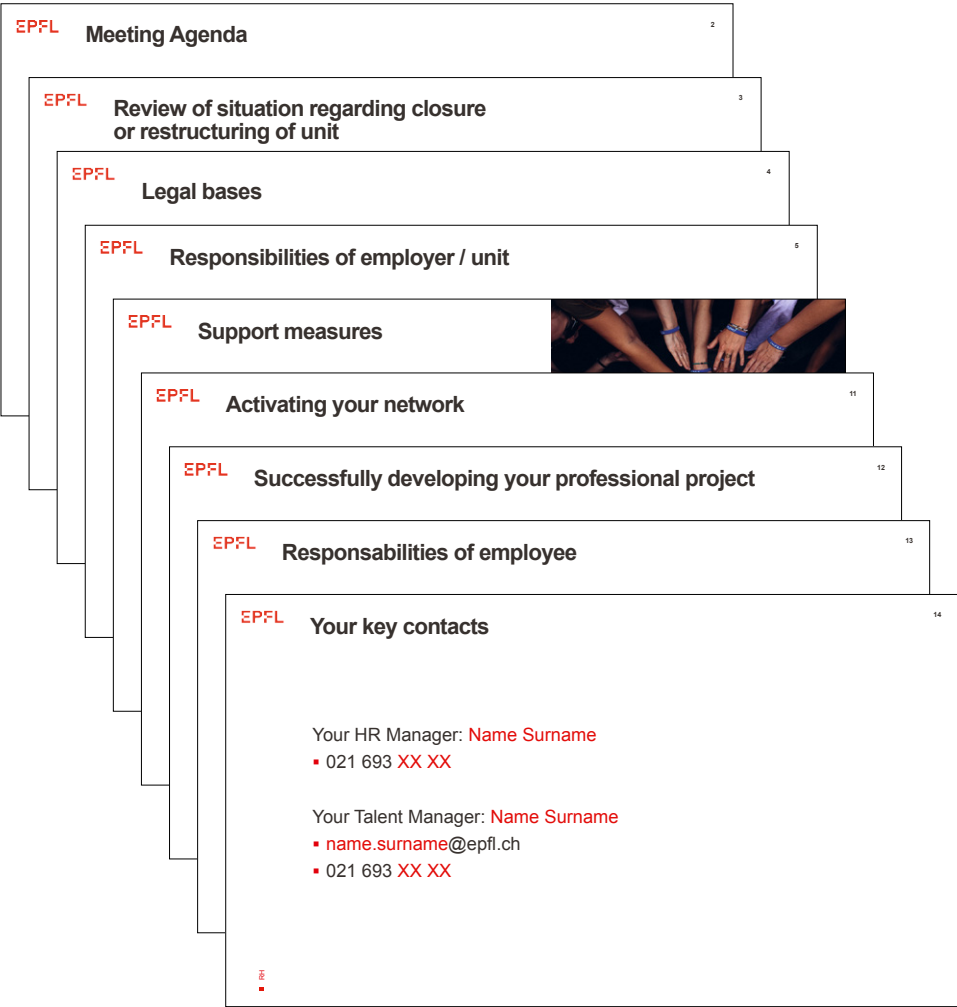 EPFL
Meeting Agenda
2
EPFL
Review of situation regarding closure
or restructuring of unit
3
EPFL
Legal bases
4
EPFL
Responsibilities of employer / unit
5
EPFL
Support measures
EPFL
Activating your network
11
EPFL
Successfully developing your professional project
12
EPFL
Responsabilities of employee
13
EPFL
Your key contacts
14
Your HR Manager: Name Surname
▪ 021 693 XX XX
Your Talent Manager: Name Surname
▪ name.surname@epfl.ch
▪ 021 693 XX XX
RH